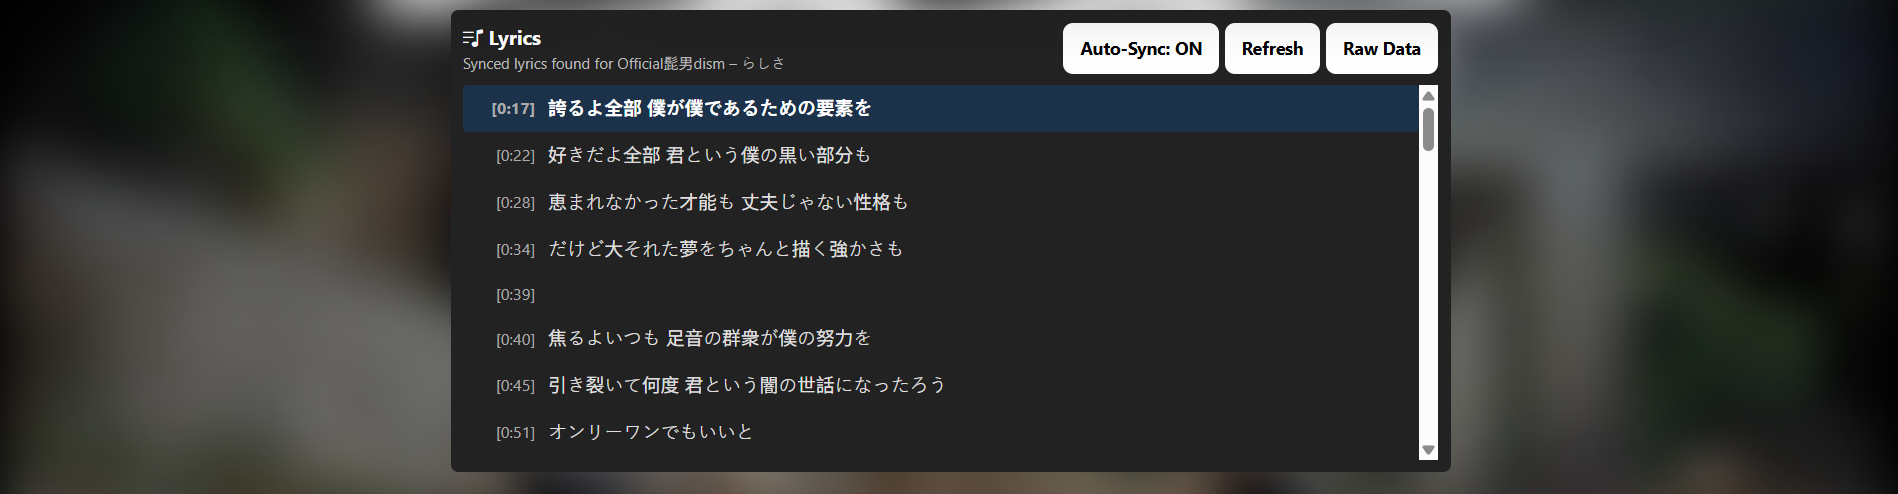 Lyrics
Synced lyrics found for Official髭男dism – らしさ
Auto-Sync: ON
Refresh
Raw Data
[0:17] 誇るよ全部 僕が僕であるための要素を
[0:22] 好きだよ全部 君という僕の黒い部分も
[0:28] 恵まれなかった才能も 丈夫じゃない性格も
[0:34] だけど大それた夢をちゃんと描く強かさも
[0:39]
[0:40] 焦るよいつも 足音の群衆が僕の努力を
[0:45] 引き裂いて何度 君という闇の世話になったろう
[0:51] オンリーワンでもいいと